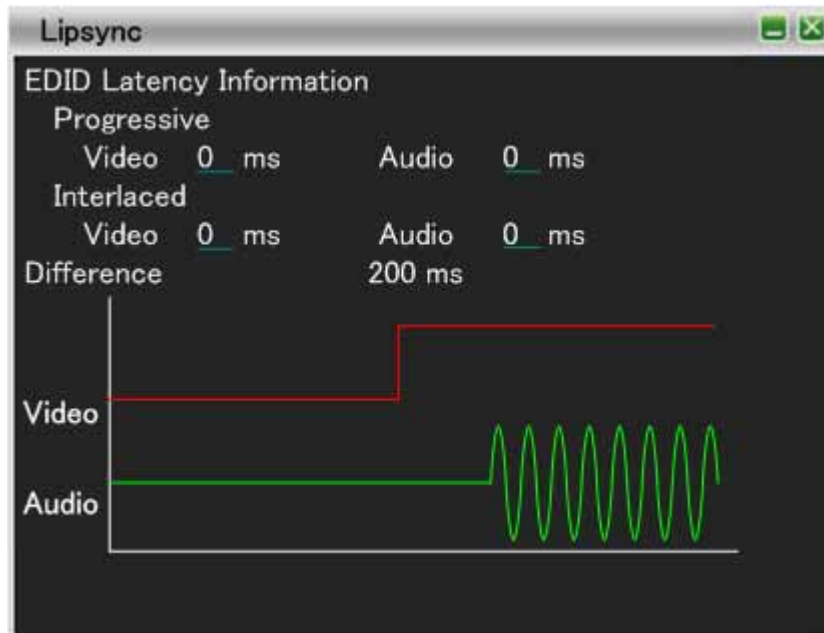 Lipsync
EDID Latency Information
Progressive
Video 0 ms Audio 0 ms
Interlaced
Video 0 ms Audio 0 ms
Difference 200 ms
Video
Audio